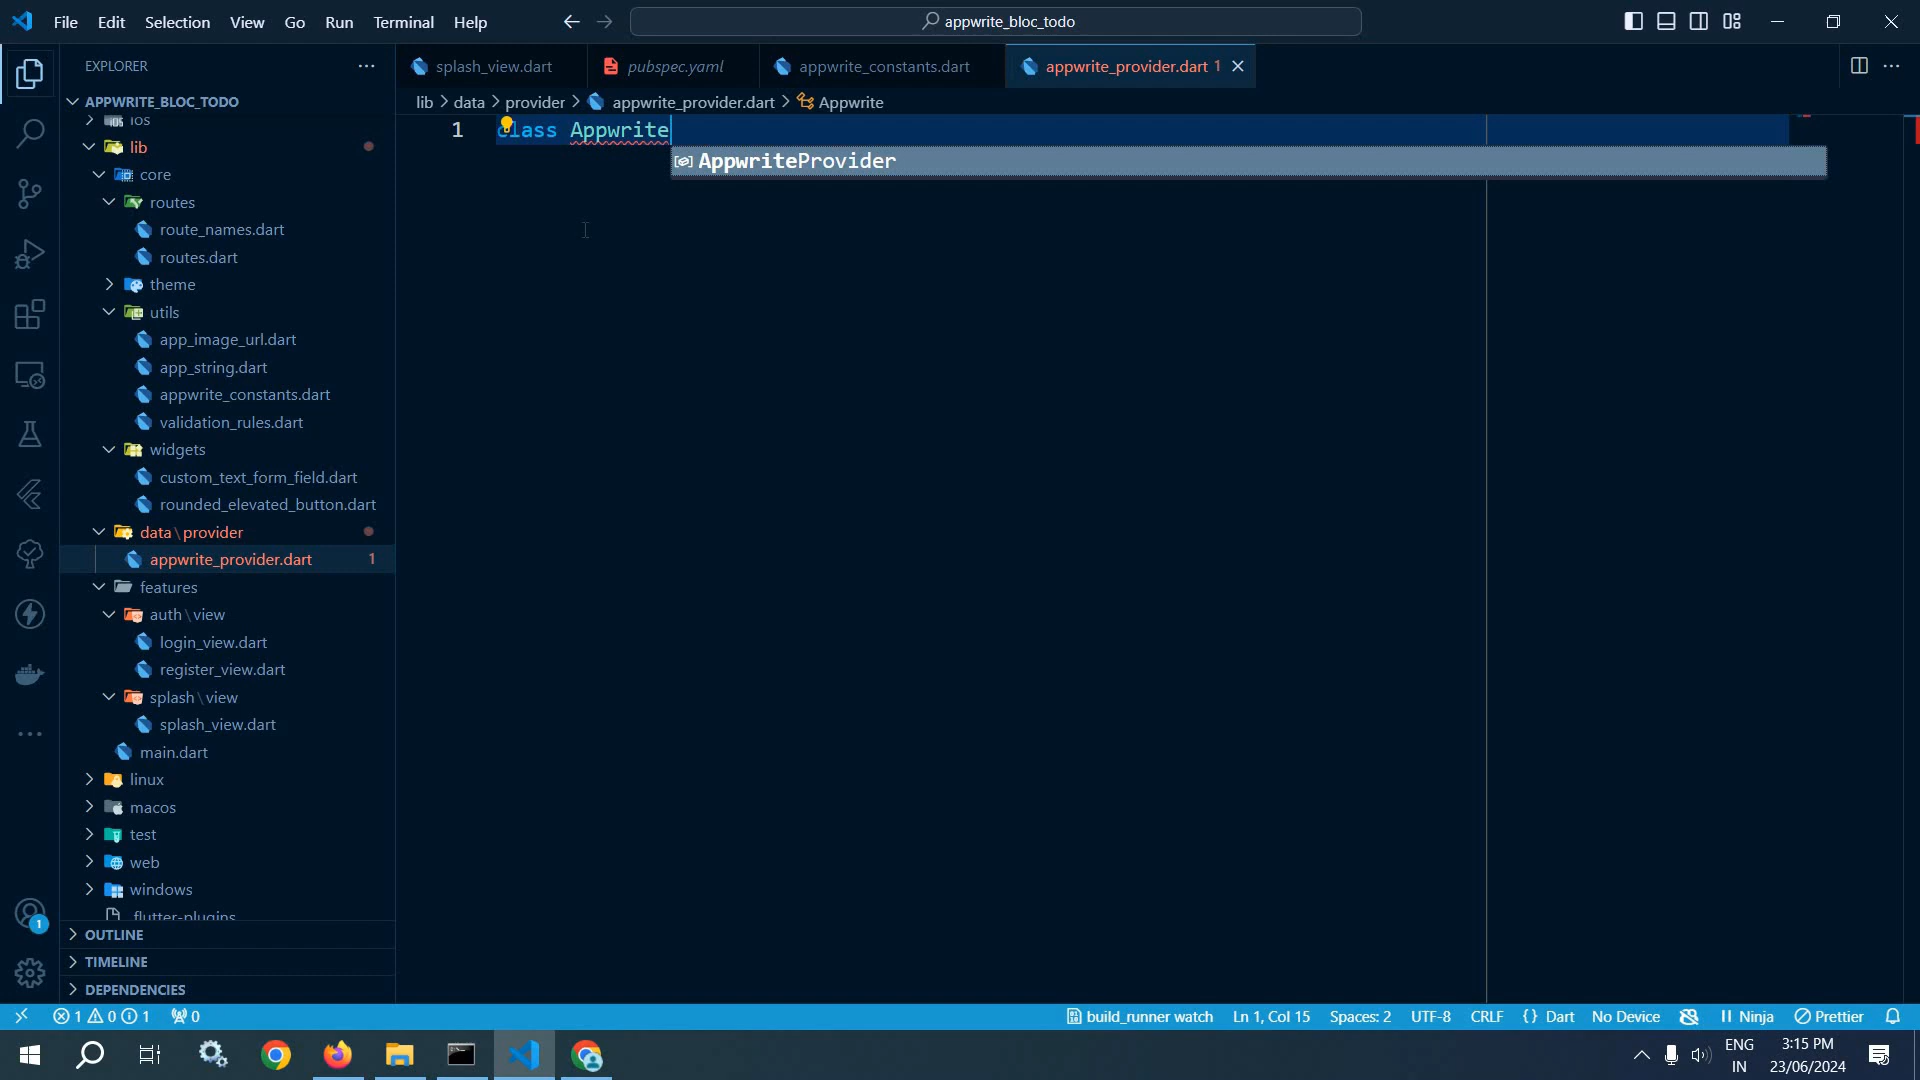 File Edit Selection View Go Run Terminal Help
appwrite_bloc_todo
EXPLORER
APPWRITE_BLOC_TODO
ios
lib
core
routes
route_names.dart
routes.dart
theme
utils
app_image_url.dart
app_string.dart
appwrite_constants.dart
validation_rules.dart
widgets
custom_text_form_field.dart
rounded_elevated_button.dart
data\provider
appwrite_provider.dart 1
features
auth\view
login_view.dart
register_view.dart
splash\view
splash_view.dart
main.dart
linux
macos
test
web
windows
.flutter-plugins
OUTLINE
TIMELINE
DEPENDENCIES
splash_view.dart pubspec.yaml appwrite_constants.dart appwrite_provider.dart 1
lib > data > provider > appwrite_provider.dart > Appwrite
1 class Appwrite
AppwriteProvider
1
1 0 1 0
build_runner watch Ln 1, Col 15 Spaces: 2 UTF-8 CRLF {} Dart No Device Ninja Prettier
ENG
IN
3:15 PM
23/06/2024